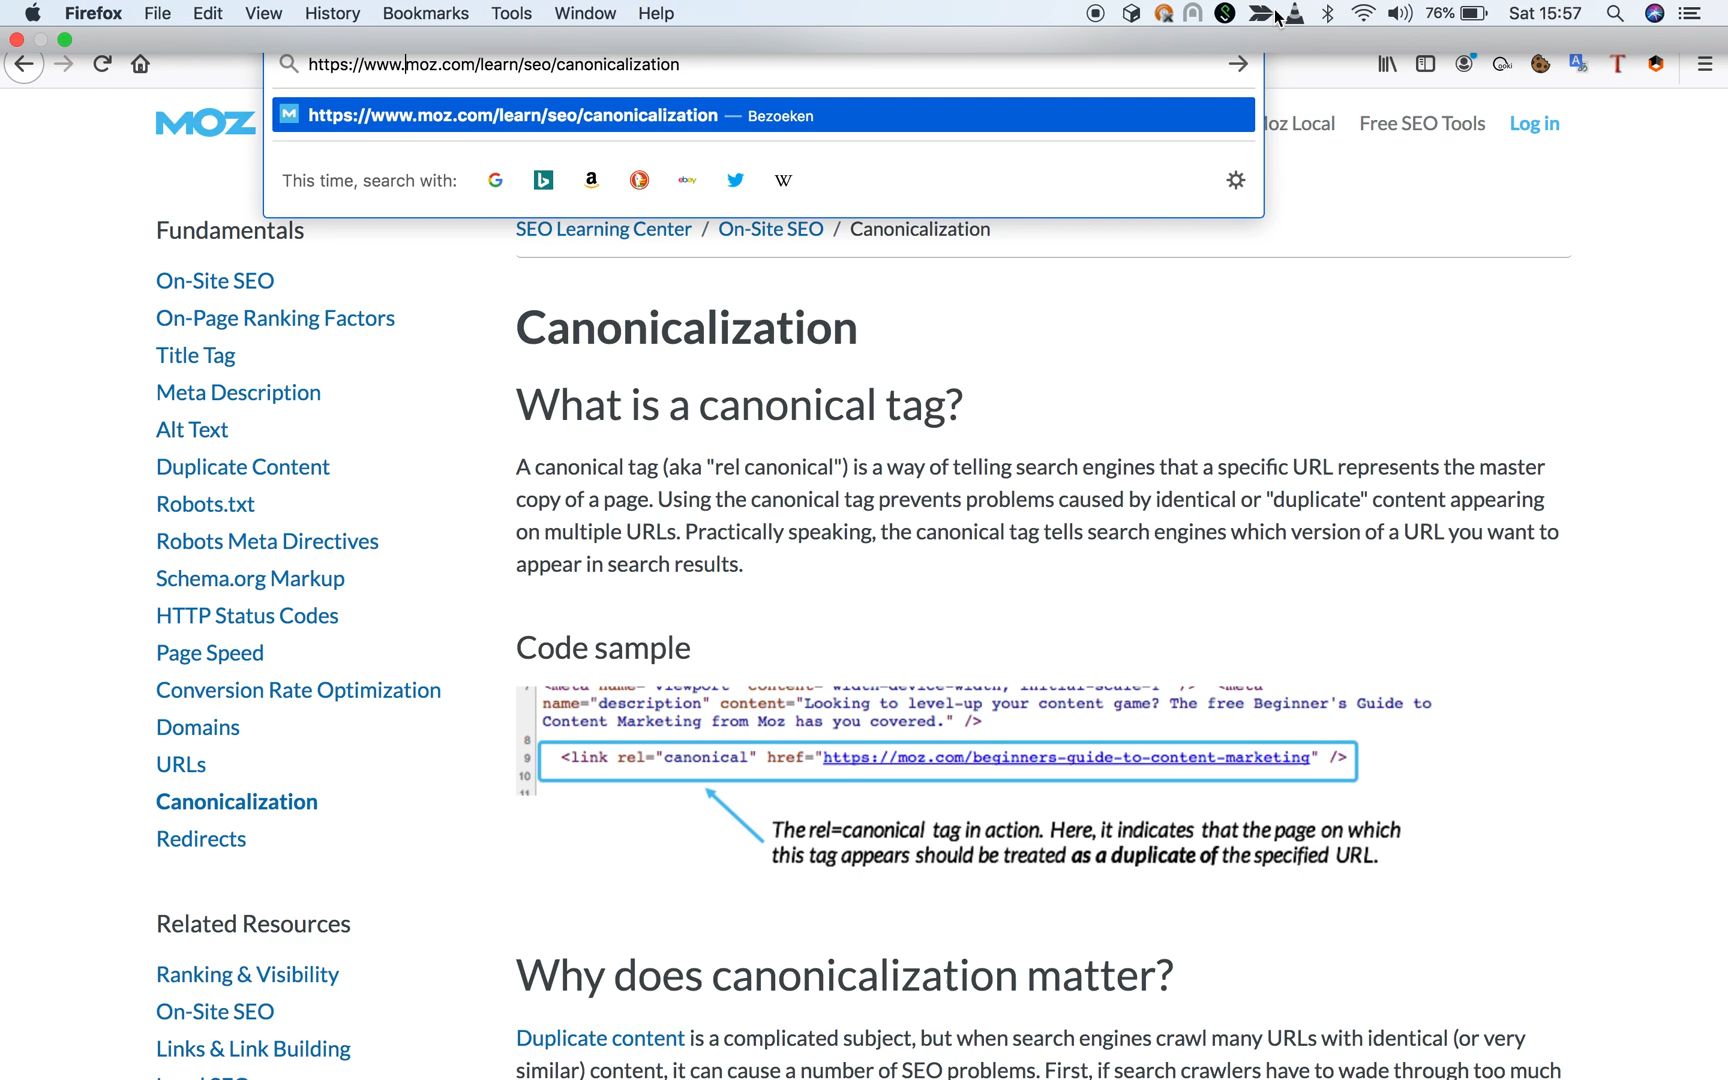 Firefox File Edit View History Bookmarks Tools Window Help 76% Sat 15:57
https://www.moz.com/learn/seo/canonicalization
https://www.moz.com/learn/seo/canonicalization — Bezoeken
This time, search with:
MOZ
Moz Local Free SEO Tools Log in
SEO Learning Center / On-Site SEO / Canonicalization
Fundamentals
On-Site SEO
On-Page Ranking Factors
Title Tag
Meta Description
Alt Text
Duplicate Content
Robots.txt
Robots Meta Directives
Schema.org Markup
HTTP Status Codes
Page Speed
Conversion Rate Optimization
Domains
URLs
Canonicalization
Redirects
Related Resources
Ranking & Visibility
On-Site SEO
Links & Link Building
Canonicalization
What is a canonical tag?
A canonical tag (aka "rel canonical") is a way of telling search engines that a specific URL represents the master
copy of a page. Using the canonical tag prevents problems caused by identical or "duplicate" content appearing
on multiple URLs. Practically speaking, the canonical tag tells search engines which version of a URL you want to
appear in search results.
Code sample
name="description" content="Looking to level-up your content game? The free Beginner's Guide to
Content Marketing from Moz has you covered." />
8
9 <link rel="canonical" href="https://moz.com/beginners-guide-to-content-marketing" />
10
11
The rel=canonical tag in action. Here, it indicates that the page on which
this tag appears should be treated as a duplicate of the specified URL.
Why does canonicalization matter?
Duplicate content is a complicated subject, but when search engines crawl many URLs with identical (or very
similar) content, it can cause a number of SEO problems. First, if search crawlers have to wade through too much